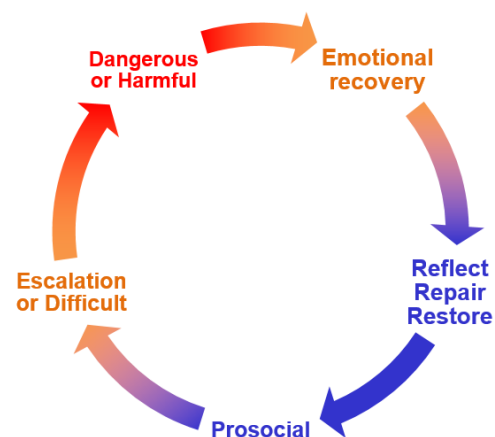 Dangerous
or Harmful
Emotional
recovery
Reflect
Repair
Restore
Prosocial
Escalation
or Difficult